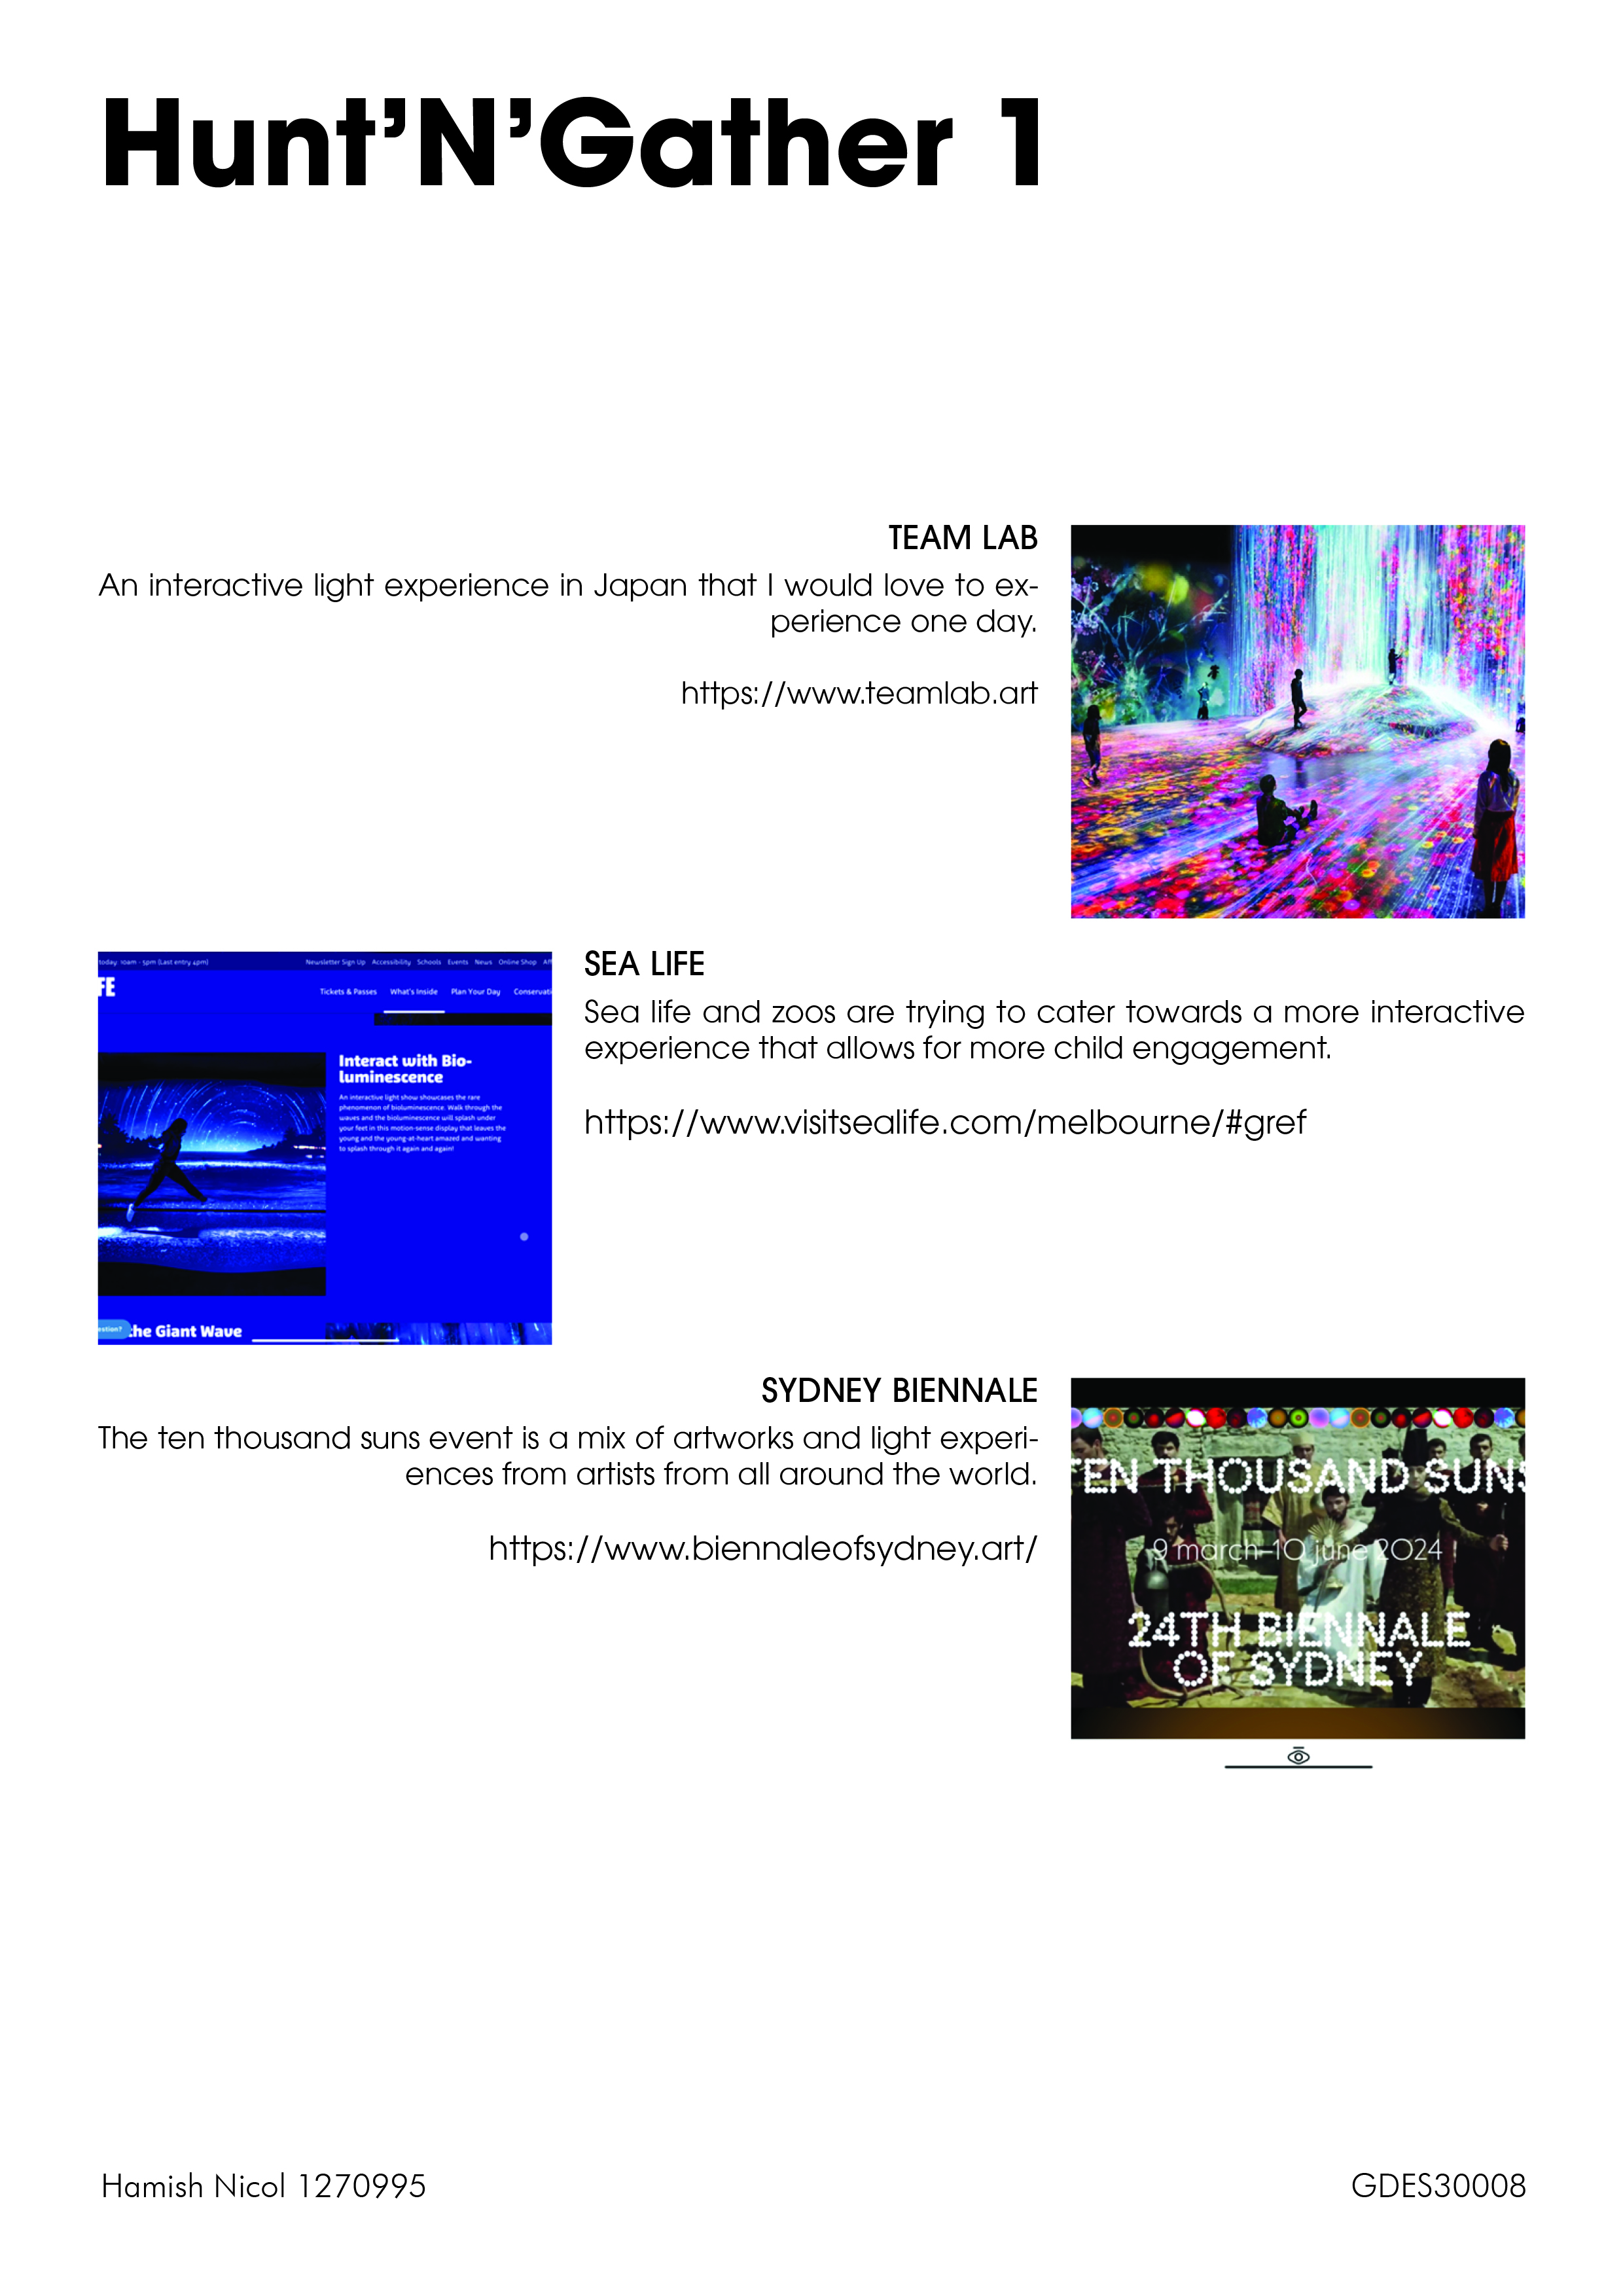 Hunt’N’Gather 1
TEAM LAB
An interactive light experience in Japan that I would love to ex-
perience one day.
https://www.teamlab.art
today 10am - 5pm (Last entry 4pm)
Newsletter Sign Up Accessibility Schools Events News Online Shop
FE
Tickets & Passes What's Inside Plan Your Day Conservati
Interact with Bio-
luminescence
An interactive light show showcases the rare
phenomenon of bioluminescence. Walk through the
waves and the bioluminescence will splash under
your feet in this motion-sense display that leaves the
young and the young-at-heart amazed and wanting
to splash through it again and again!
estion?
the Giant Wave
SEA LIFE
Sea life and zoos are trying to cater towards a more interactive
experience that allows for more child engagement.
https://www.visitsealife.com/melbourne/#gref
SYDNEY BIENNALE
The ten thousand suns event is a mix of artworks and light experi-
ences from artists from all around the world.
https://www.biennaleofsydney.art/
TEN THOUSAND SUNS
9 march–10 june 2024
24TH BIENNALE
OF SYDNEY
Hamish Nicol 1270995
GDES30008